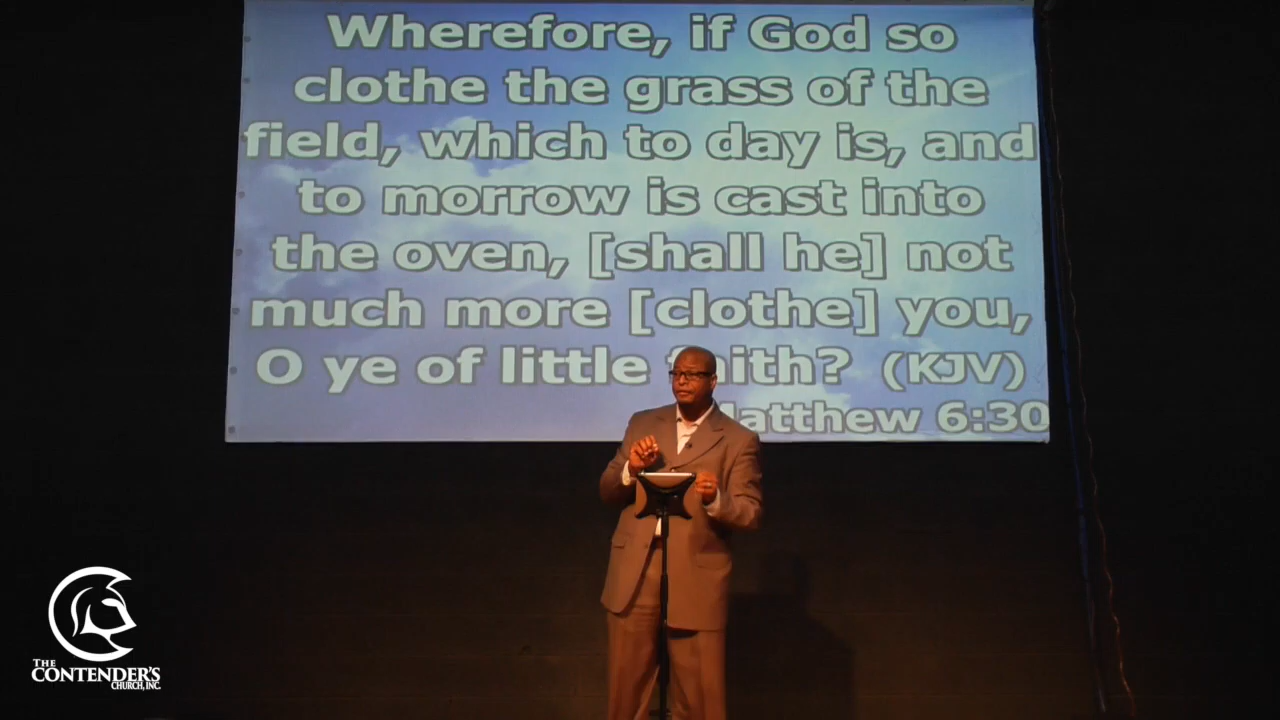 Wherefore, if God so
clothe the grass of the
field, which to day is, and
to morrow is cast into
the oven, [shall he] not
much more [clothe] you,
O ye of little faith? (KJV)
Matthew 6:30
THE
CONTENDER'S
CHURCH, INC.